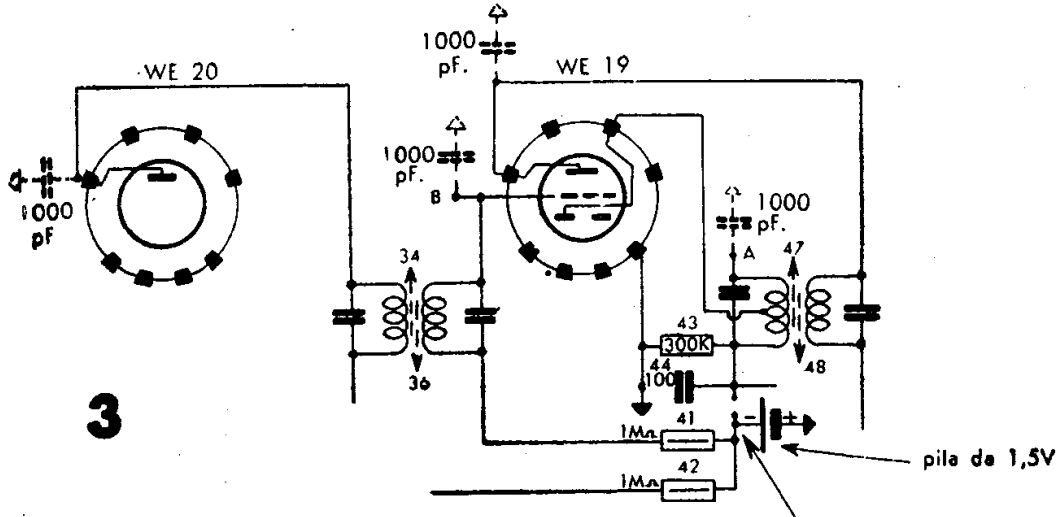 1000
pF.
WE 20
WE 19
1000
pF.
B
1000
pF
1000
pF.
A
34
47
43
300K
44
100
36
48
3
41
1MΩ
- +
pila da 1,5V
42
1MΩ